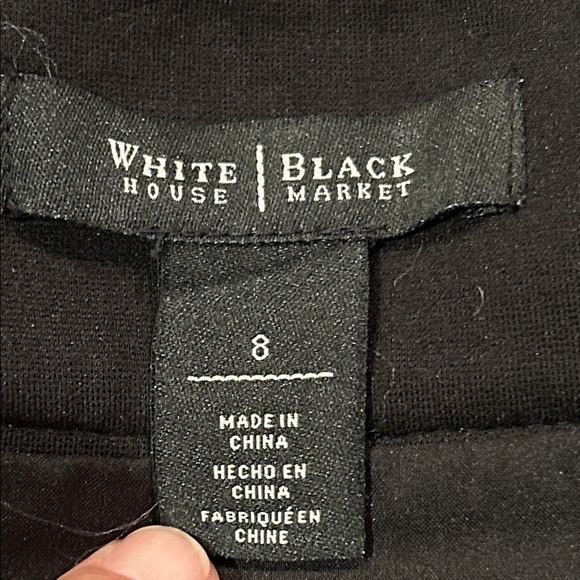 WHITE | BLACK
HOUSE | MARKET
8
MADE IN
CHINA
HECHO EN
CHINA
FABRIQUÉ EN
CHINE